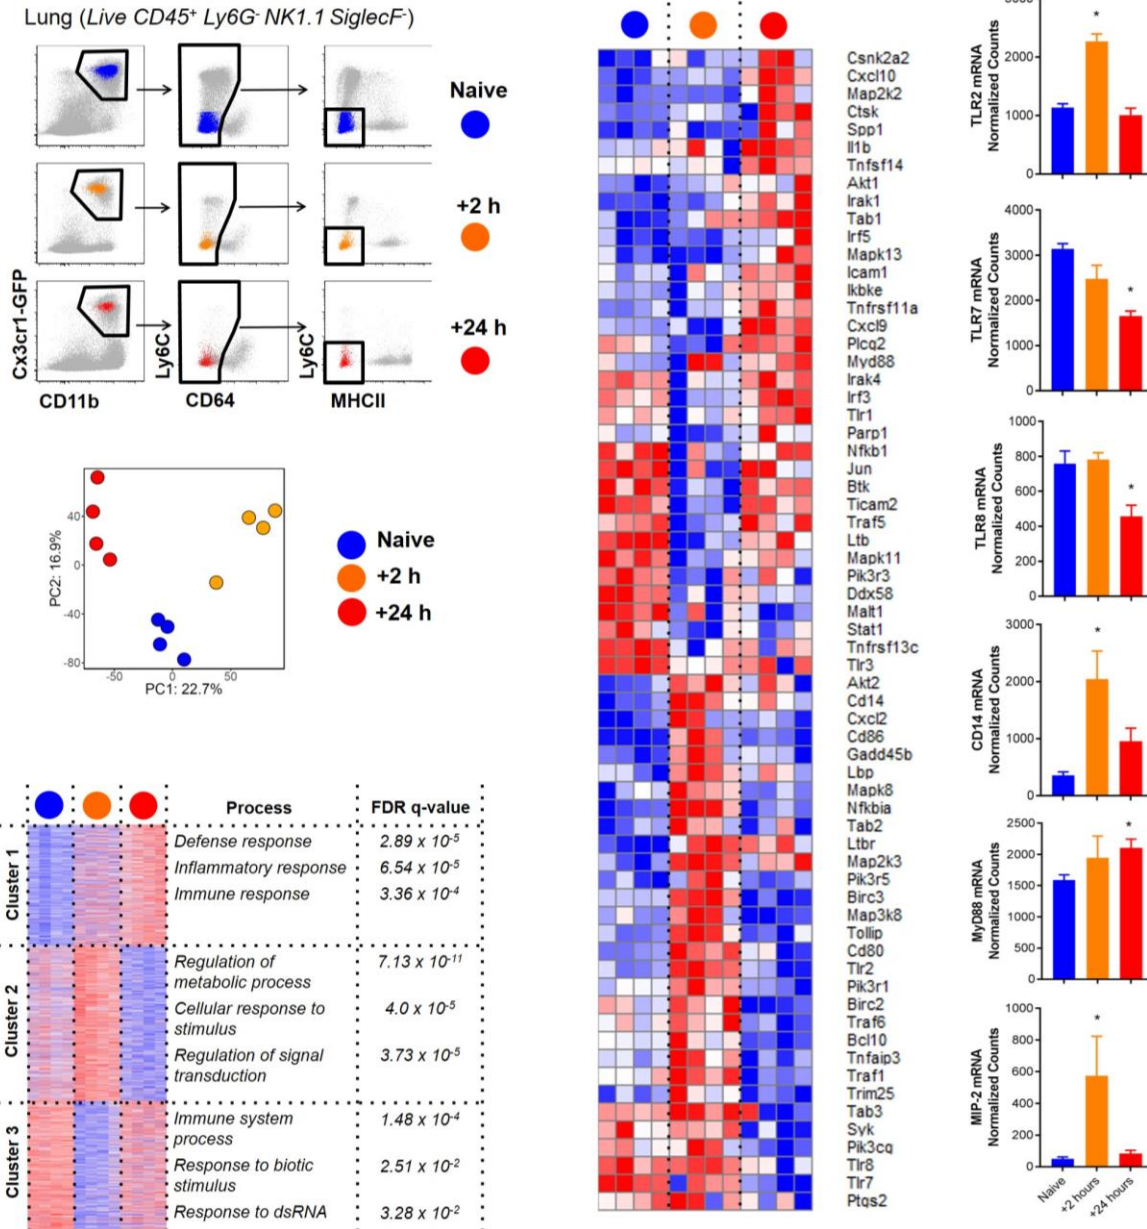 Lung (Live CD45+ Ly6G- NK1.1 SiglecF-)
Naive
+2 h
+24 h
Cx3cr1-GFP
Ly6C
Ly6C
CD11b
CD64
MHCII
PC2: 16.9%
40
0
-40
-80
-50
0
50
PC1: 22.7%
Naive
+2 h
+24 h
Process
FDR q-value
Cluster 1
Defense response
2.89 x 10-5
Inflammatory response
6.54 x 10-5
Immune response
3.36 x 10-4
Cluster 2
Regulation of
metabolic process
7.13 x 10-11
Cellular response to
stimulus
4.0 x 10-5
Regulation of signal
transduction
3.73 x 10-5
Cluster 3
Immune system
process
1.48 x 10-4
Response to biotic
stimulus
2.51 x 10-2
Response to dsRNA
3.28 x 10-2
Csnk2a2
Cxcl10
Map2k2
Ctsk
Spp1
Il1b
Tnfsf14
Akt1
Irak1
Tab1
Irf5
Mapk13
Icam1
Ikbke
Tnfrsf11a
Cxcl9
Plcg2
Myd88
Irak4
Irf3
Tlr1
Parp1
Nfkb1
Jun
Btk
Ticam2
Traf5
Ltb
Mapk11
Pik3r3
Ddx58
Malt1
Stat1
Tnfrsf13c
Tlr3
Akt2
Cd14
Cxcl2
Cd86
Gadd45b
Lbp
Mapk8
Nfkbia
Tab2
Ltbr
Map2k3
Pik3r5
Birc3
Map3k8
Tollip
Cd80
Tlr2
Pik3r1
Birc2
Traf6
Bcl10
Tnfaip3
Traf1
Trim25
Tab3
Syk
Pik3cg
Tlr8
Tlr7
Ptgs2
TLR2 mRNA
Normalized Counts
3000
2000
1000
0
*
TLR7 mRNA
Normalized Counts
4000
3000
2000
1000
0
*
TLR8 mRNA
Normalized Counts
1000
800
600
400
200
0
*
CD14 mRNA
Normalized Counts
3000
2000
1000
0
*
MyD88 mRNA
Normalized Counts
2500
2000
1500
1000
500
0
*
MIP-2 mRNA
Normalized Counts
1000
800
600
400
200
0
*
Naive
+2 hours
+24 hours